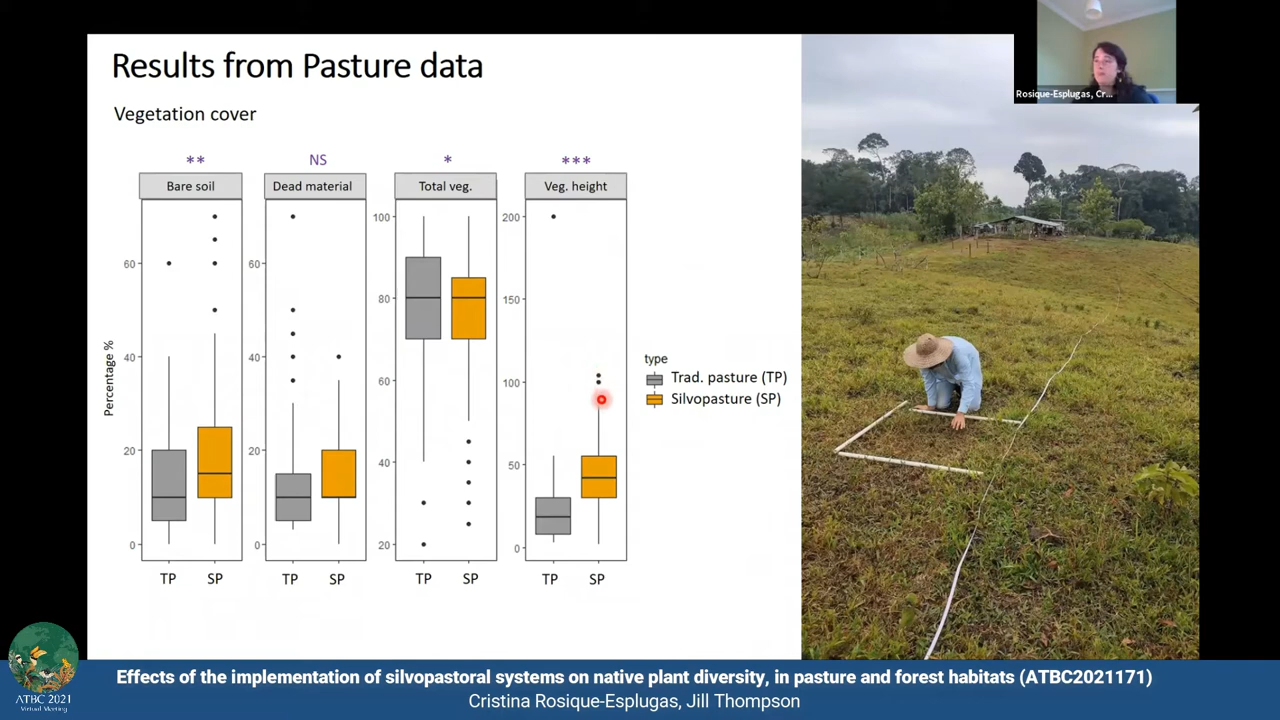 Rosique-Esplugas, Cr...
Results from Pasture data
Vegetation cover
** NS * ***
Bare soil Dead material Total veg. Veg. height
Percentage %
60
40
20
0
60
40
20
0
100
80
60
40
20
200
150
100
50
0
TP SP TP SP TP SP TP SP
type
Trad. pasture (TP)
Silvopasture (SP)
ATBC 2021
Virtual Meeting
Effects of the implementation of silvopastoral systems on native plant diversity, in pasture and forest habitats (ATBC2021171)
Cristina Rosique-Esplugas, Jill Thompson